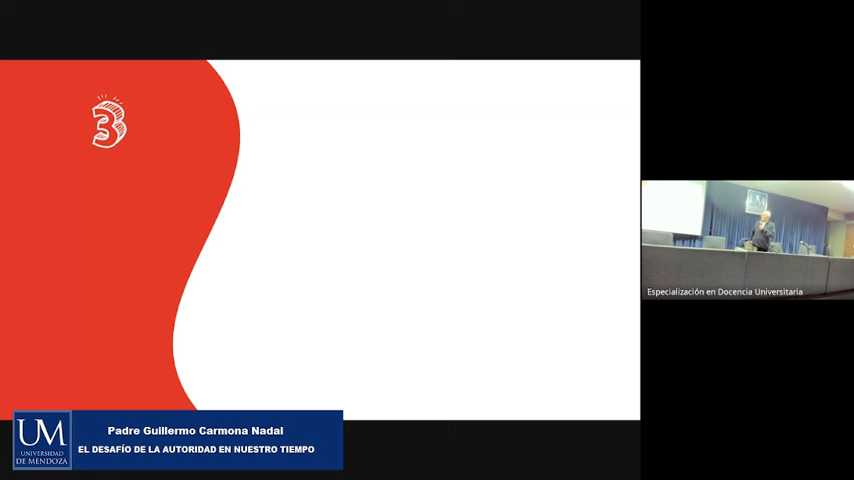 3
UM
Especialización en Docencia Universitaria
UM
UNIVERSIDAD
DE MENDOZA
Padre Guillermo Carmona Nadal
EL DESAFÍO DE LA AUTORIDAD EN NUESTRO TIEMPO